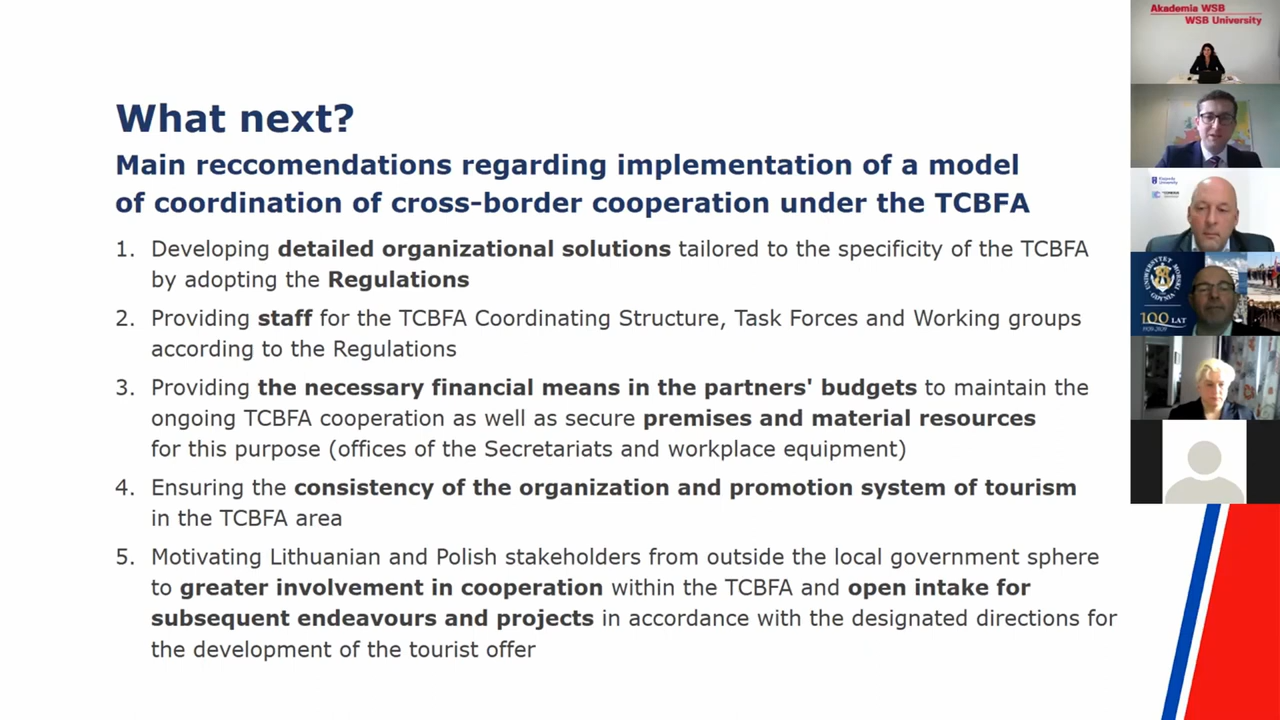 Akademia WSB
WSB University
What next?
Main reccomendations regarding implementation of a model
of coordination of cross-border cooperation under the TCBFA
1. Developing detailed organizational solutions tailored to the specificity of the TCBFA
by adopting the Regulations
2. Providing staff for the TCBFA Coordinating Structure, Task Forces and Working groups
according to the Regulations
3. Providing the necessary financial means in the partners' budgets to maintain the
ongoing TCBFA cooperation as well as secure premises and material resources
for this purpose (offices of the Secretariats and workplace equipment)
4. Ensuring the consistency of the organization and promotion system of tourism
in the TCBFA area
5. Motivating Lithuanian and Polish stakeholders from outside the local government sphere
to greater involvement in cooperation within the TCBFA and open intake for
subsequent endeavours and projects in accordance with the designated directions for
the development of the tourist offer
University
UNIWERSYTET MORSKI
GDYNIA
100 LAT